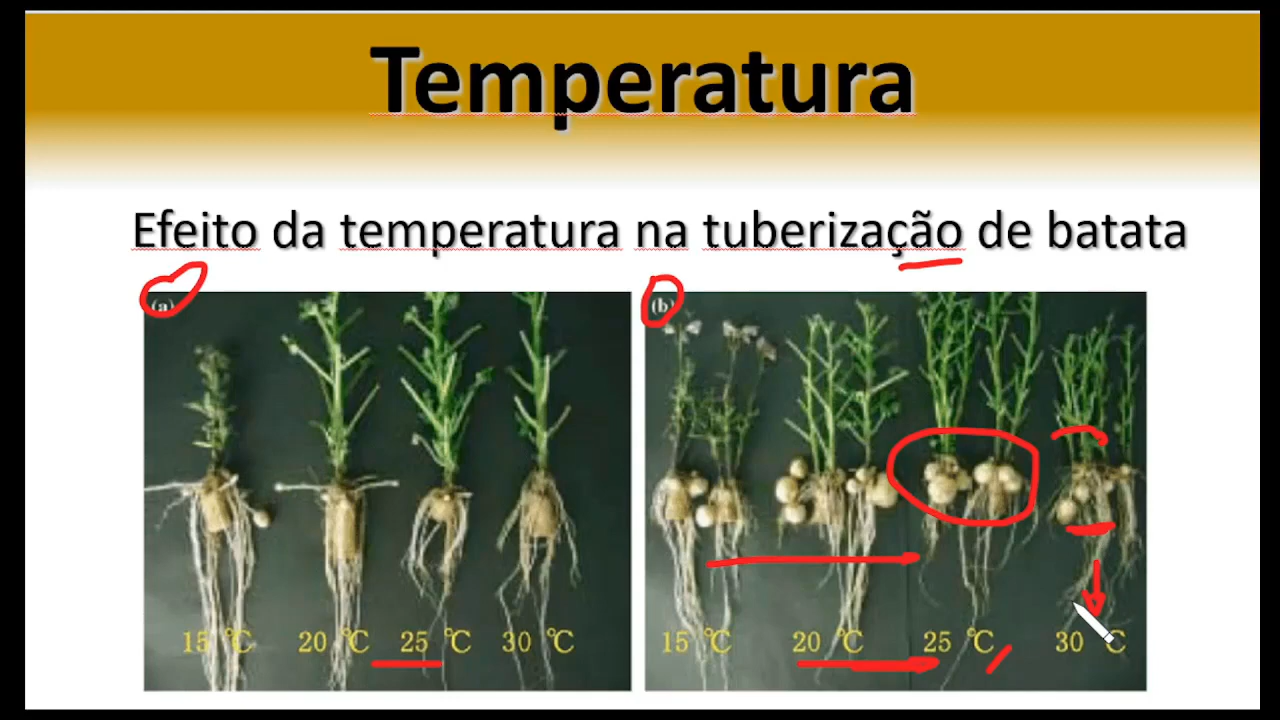 Temperatura
Efeito da temperatura na tuberização de batata
(a)
(b)
15 ℃ 20 ℃ 25 ℃ 30 ℃
15 ℃ 20 ℃ 25 ℃ 30 ℃